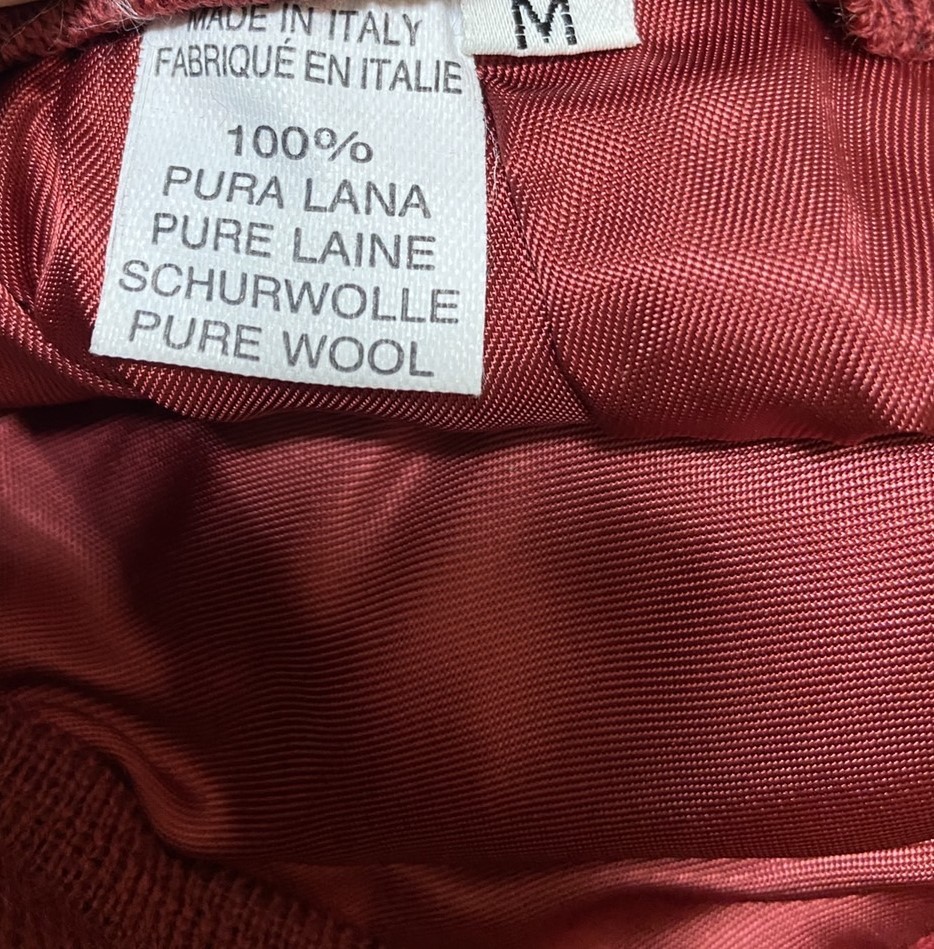 MADE IN ITALY
FABRIQUÉ EN ITALIE
100%
PURA LANA
PURE LAINE
SCHURWOLLE
PURE WOOL
M